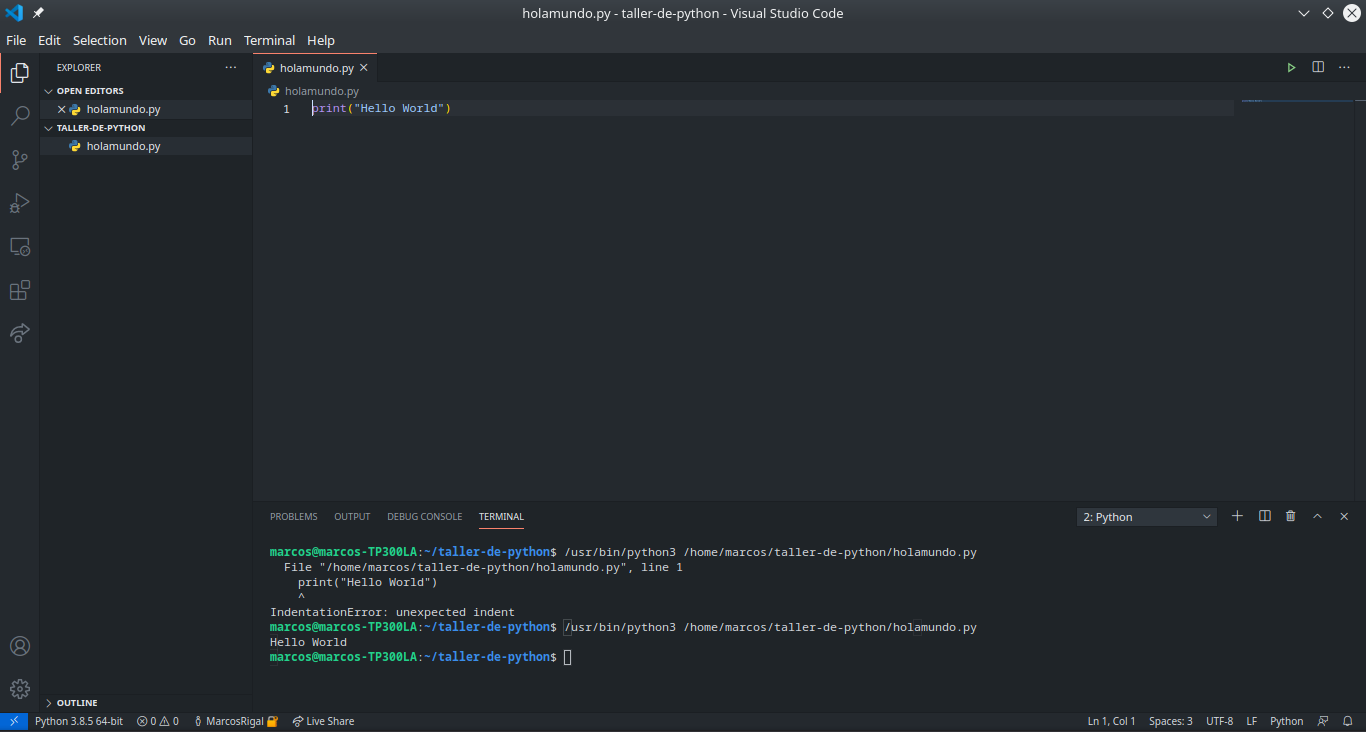 holamundo.py - taller-de-python - Visual Studio Code
File Edit Selection View Go Run Terminal Help
EXPLORER
OPEN EDITORS
holamundo.py
TALLER-DE-PYTHON
holamundo.py
OUTLINE
holamundo.py
holamundo.py
1 print("Hello World")
PROBLEMS OUTPUT DEBUG CONSOLE TERMINAL 2: Python
marcos@marcos-TP300LA:~/taller-de-python$ /usr/bin/python3 /home/marcos/taller-de-python/holamundo.py
File "/home/marcos/taller-de-python/holamundo.py", line 1
print("Hello World")
^
IndentationError: unexpected indent
marcos@marcos-TP300LA:~/taller-de-python$ /usr/bin/python3 /home/marcos/taller-de-python/holamundo.py
Hello World
marcos@marcos-TP300LA:~/taller-de-python$
Python 3.8.5 64-bit 0 0 MarcosRigal Live Share Ln 1, Col 1 Spaces: 3 UTF-8 LF Python